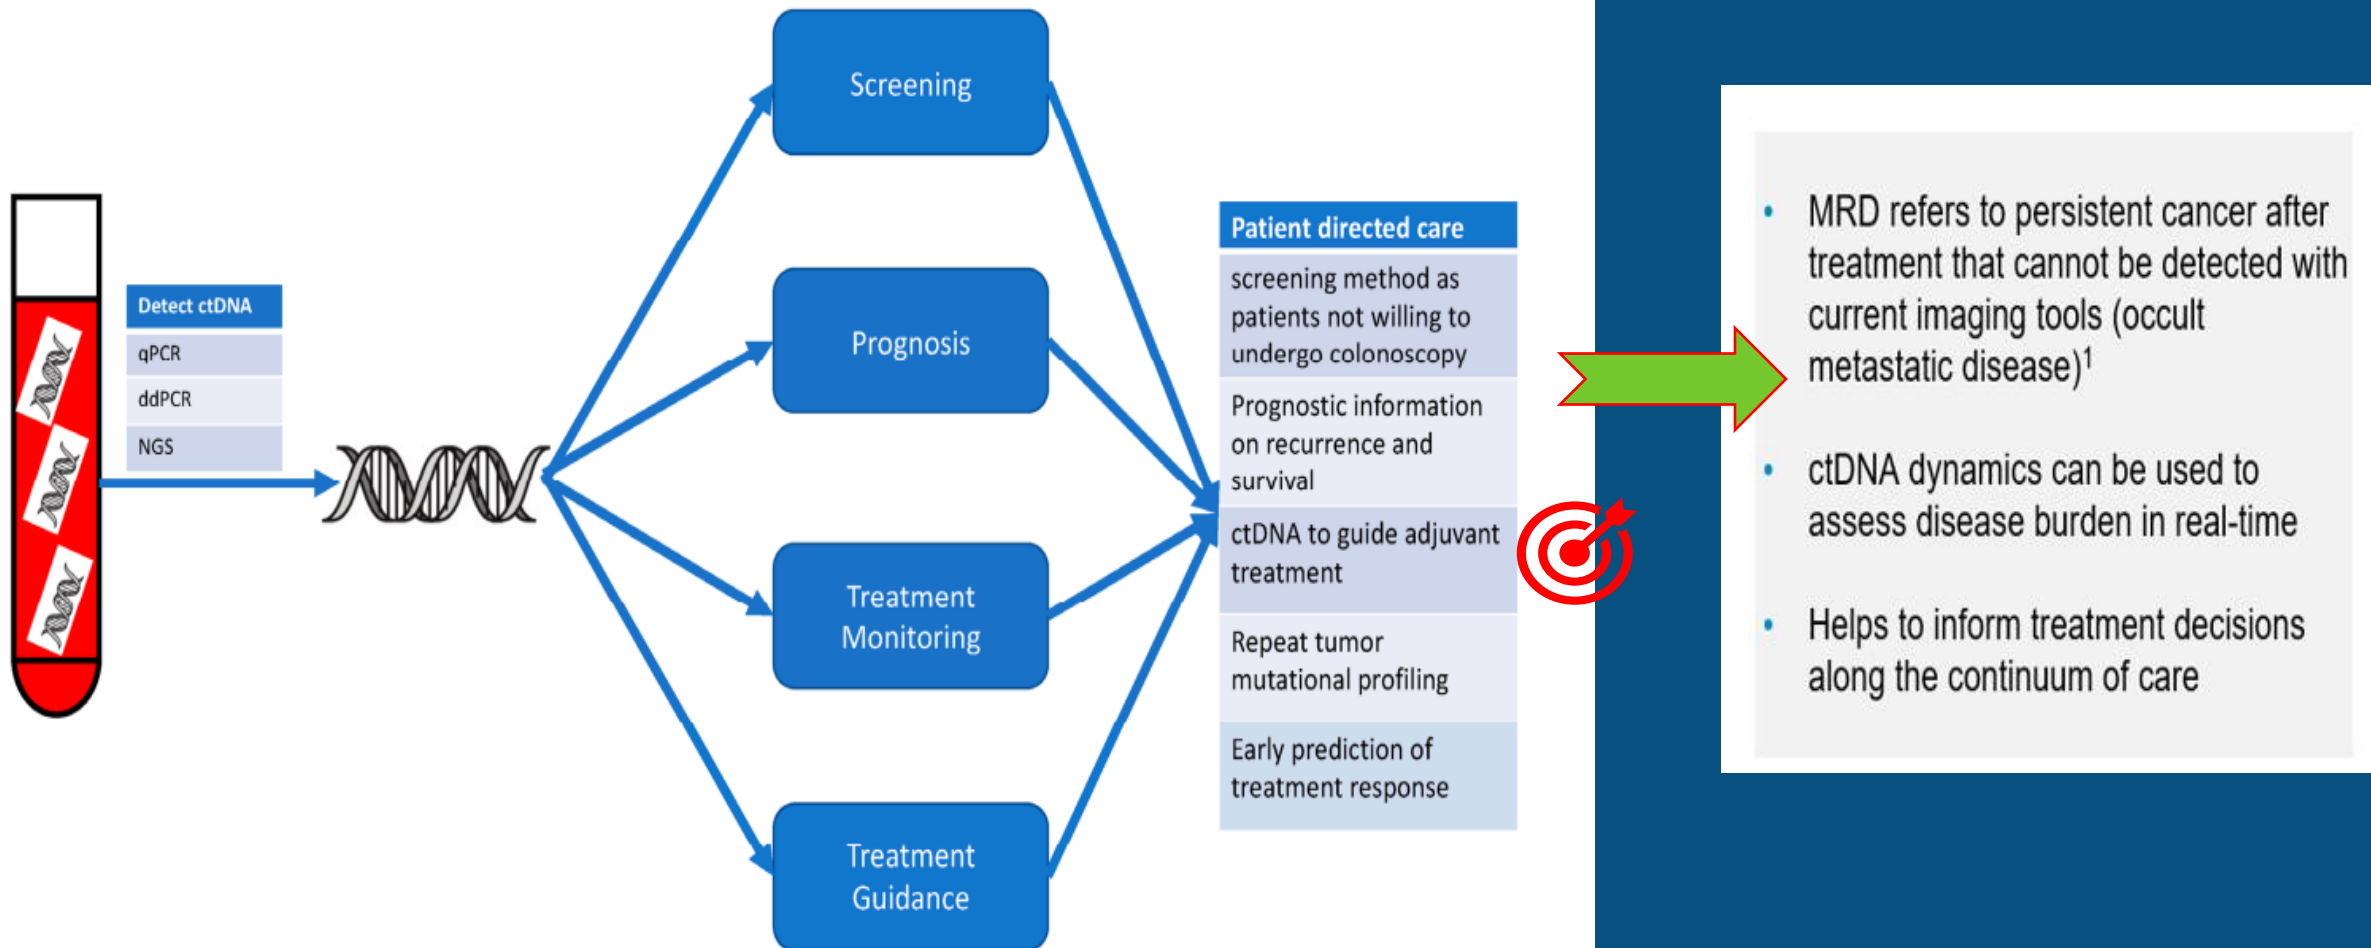 Detect ctDNA
qPCR
ddPCR
NGS
Screening
Prognosis
Treatment
Monitoring
Treatment
Guidance
Patient directed care
screening method as
patients not willing to
undergo colonoscopy
Prognostic information
on recurrence and
survival
ctDNA to guide adjuvant
treatment
Repeat tumor
mutational profiling
Early prediction of
treatment response
• MRD refers to persistent cancer after
treatment that cannot be detected with
current imaging tools (occult
metastatic disease)¹
• ctDNA dynamics can be used to
assess disease burden in real-time
• Helps to inform treatment decisions
along the continuum of care